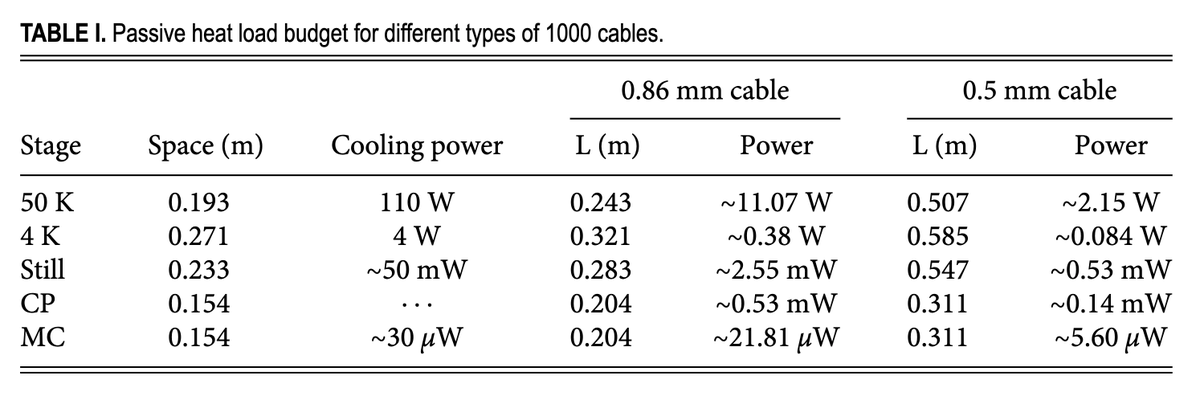 TABLE I. Passive heat load budget for different types of 1000 cables.
0.86 mm cable 0.5 mm cable
Stage Space (m) Cooling power L (m) Power L (m) Power
50 K 0.193 110 W 0.243 ~11.07 W 0.507 ~2.15 W
4 K 0.271 4 W 0.321 ~0.38 W 0.585 ~0.084 W
Still 0.233 ~50 mW 0.283 ~2.55 mW 0.547 ~0.53 mW
CP 0.154 ⋯ 0.204 ~0.53 mW 0.311 ~0.14 mW
MC 0.154 ~30 μW 0.204 ~21.81 μW 0.311 ~5.60 μW